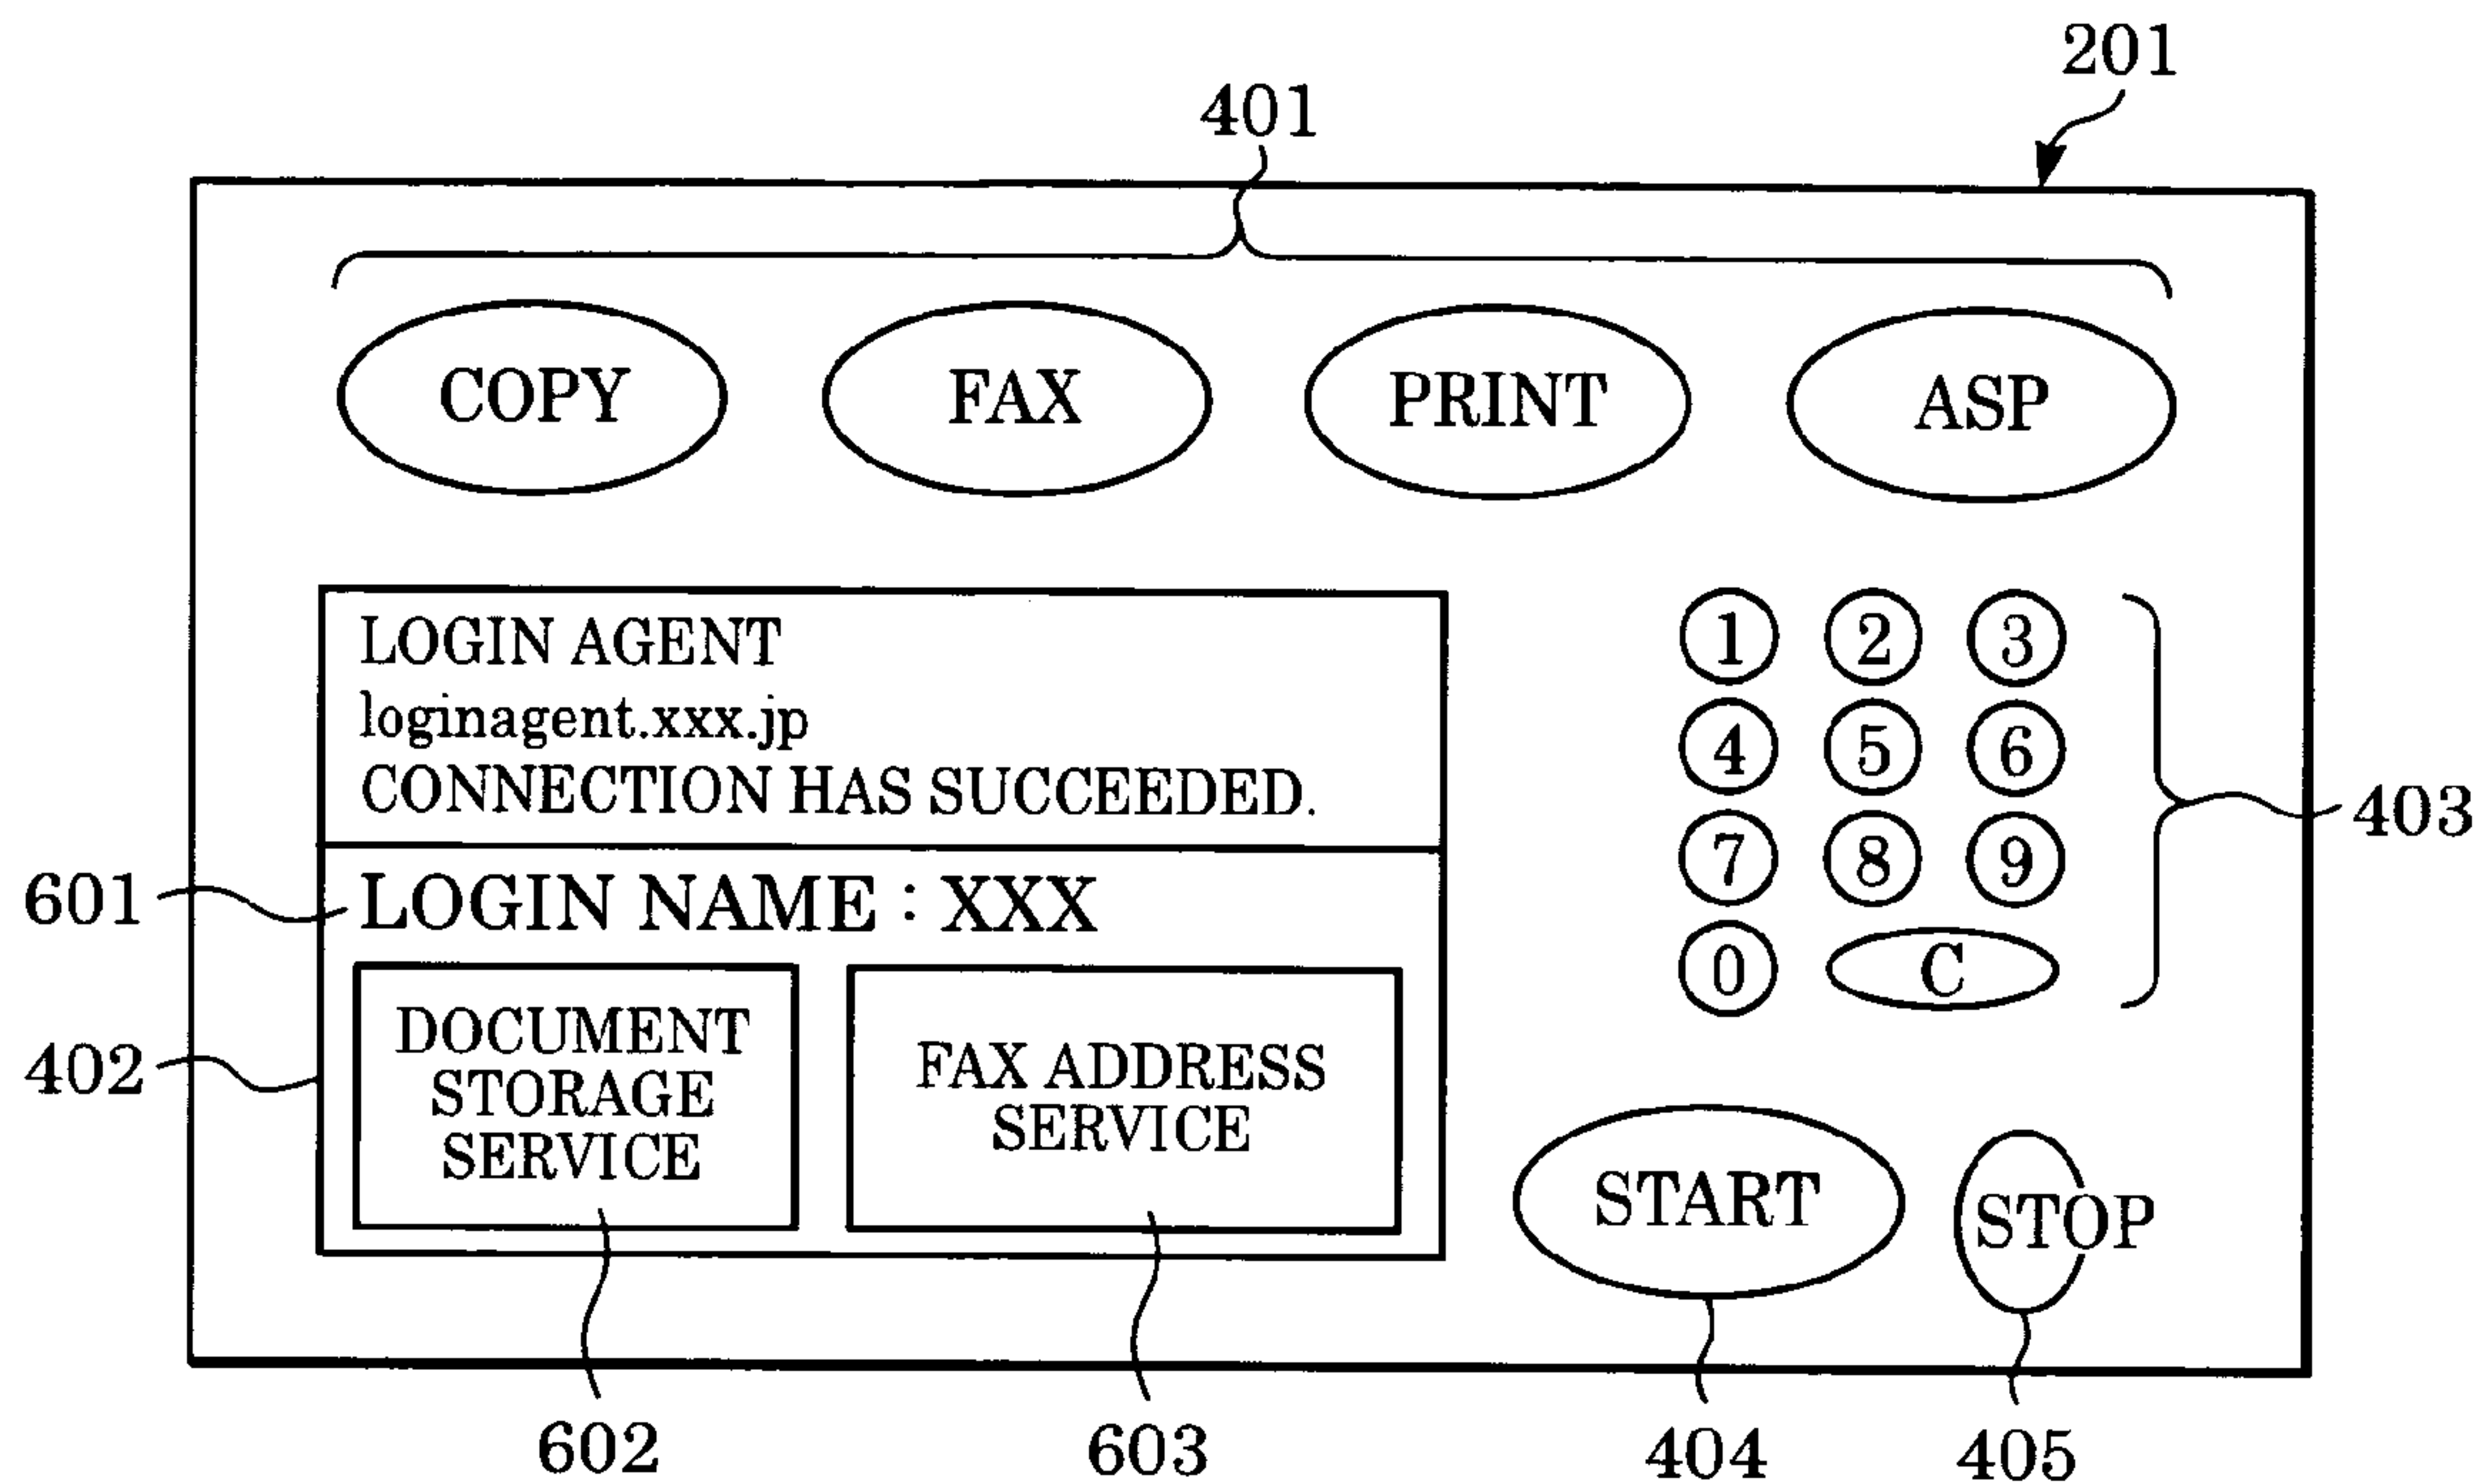 201
401
COPY FAX PRINT ASP
LOGIN AGENT
loginagent.xxx.jp
CONNECTION HAS SUCCEEDED.
1 2 3
4 5 6
7 8 9
0 C
403
601
LOGIN NAME : XXX
402
DOCUMENT
STORAGE
SERVICE
FAX ADDRESS
SERVICE
START
STOP
602
603
404
405